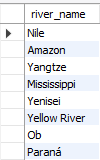 river_name
Nile
Amazon
Yangtze
Mississippi
Yenisei
Yellow River
Ob
Paraná